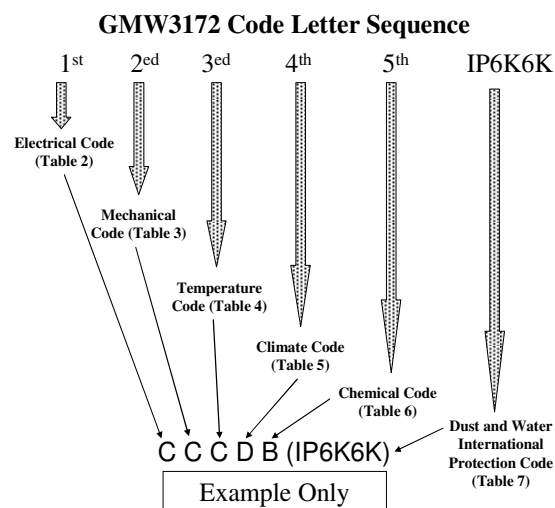 GMW3172 Code Letter Sequence
1st 2ed 3ed 4th 5th IP6K6K
Electrical Code
(Table 2)
Mechanical
Code (Table 3)
Temperature
Code (Table 4)
Climate Code
(Table 5)
Chemical Code
(Table 6)
Dust and Water
International
Protection Code
(Table 7)
C C C D B (IP6K6K)
Example Only